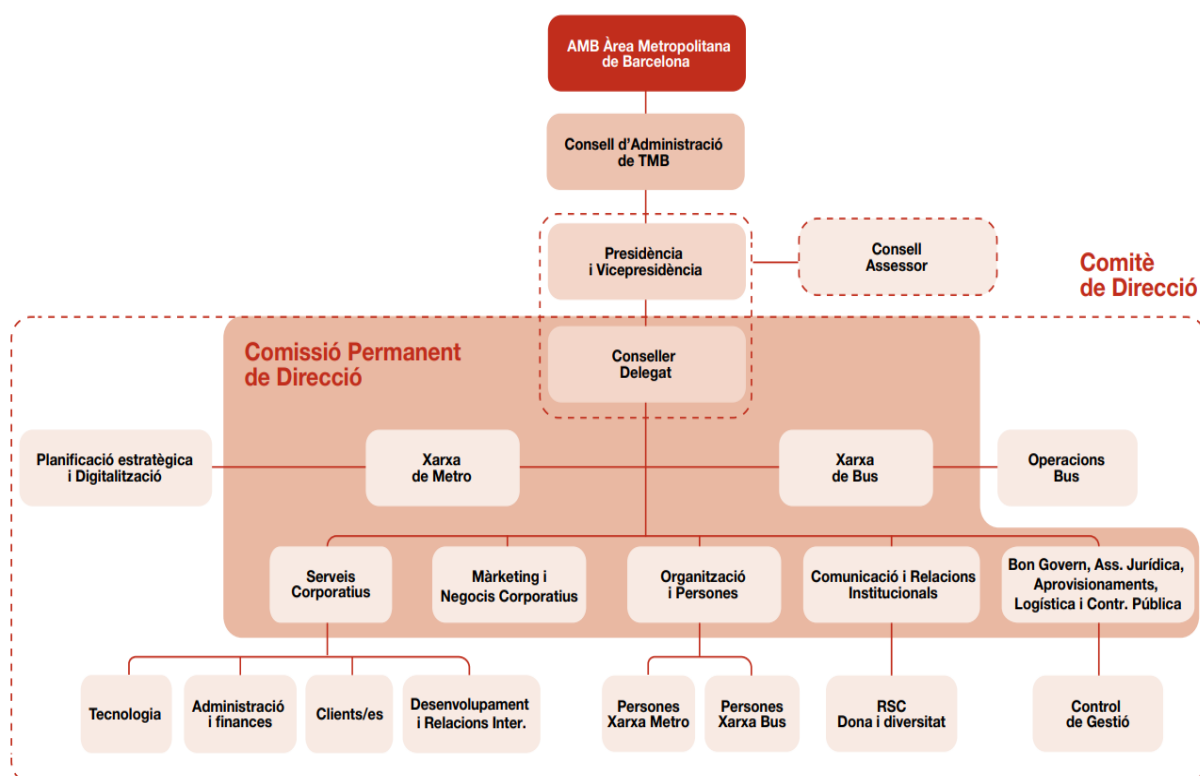 AMB Àrea Metropolitana
de Barcelona
Consell d'Administració
de TMB
Presidència
i Vicepresidència
Consell
Assessor
Comitè
de Direcció
Comissió Permanent
de Direcció
Conseller
Delegat
Planificació estratègica
i Digitalització
Xarxa
de Metro
Xarxa
de Bus
Operacions
Bus
Serveis
Corporatius
Màrketing i
Negocis Corporatius
Organització
i Persones
Comunicació i Relacions
Institucionals
Bon Govern, Ass. Jurídica,
Aprovisionaments,
Logística i Contr. Pública
Tecnologia
Administració
i finances
Clients/es
Desenvolupament
i Relacions Inter.
Persones
Xarxa Metro
Persones
Xarxa Bus
RSC
Dona i diversitat
Control
de Gestió